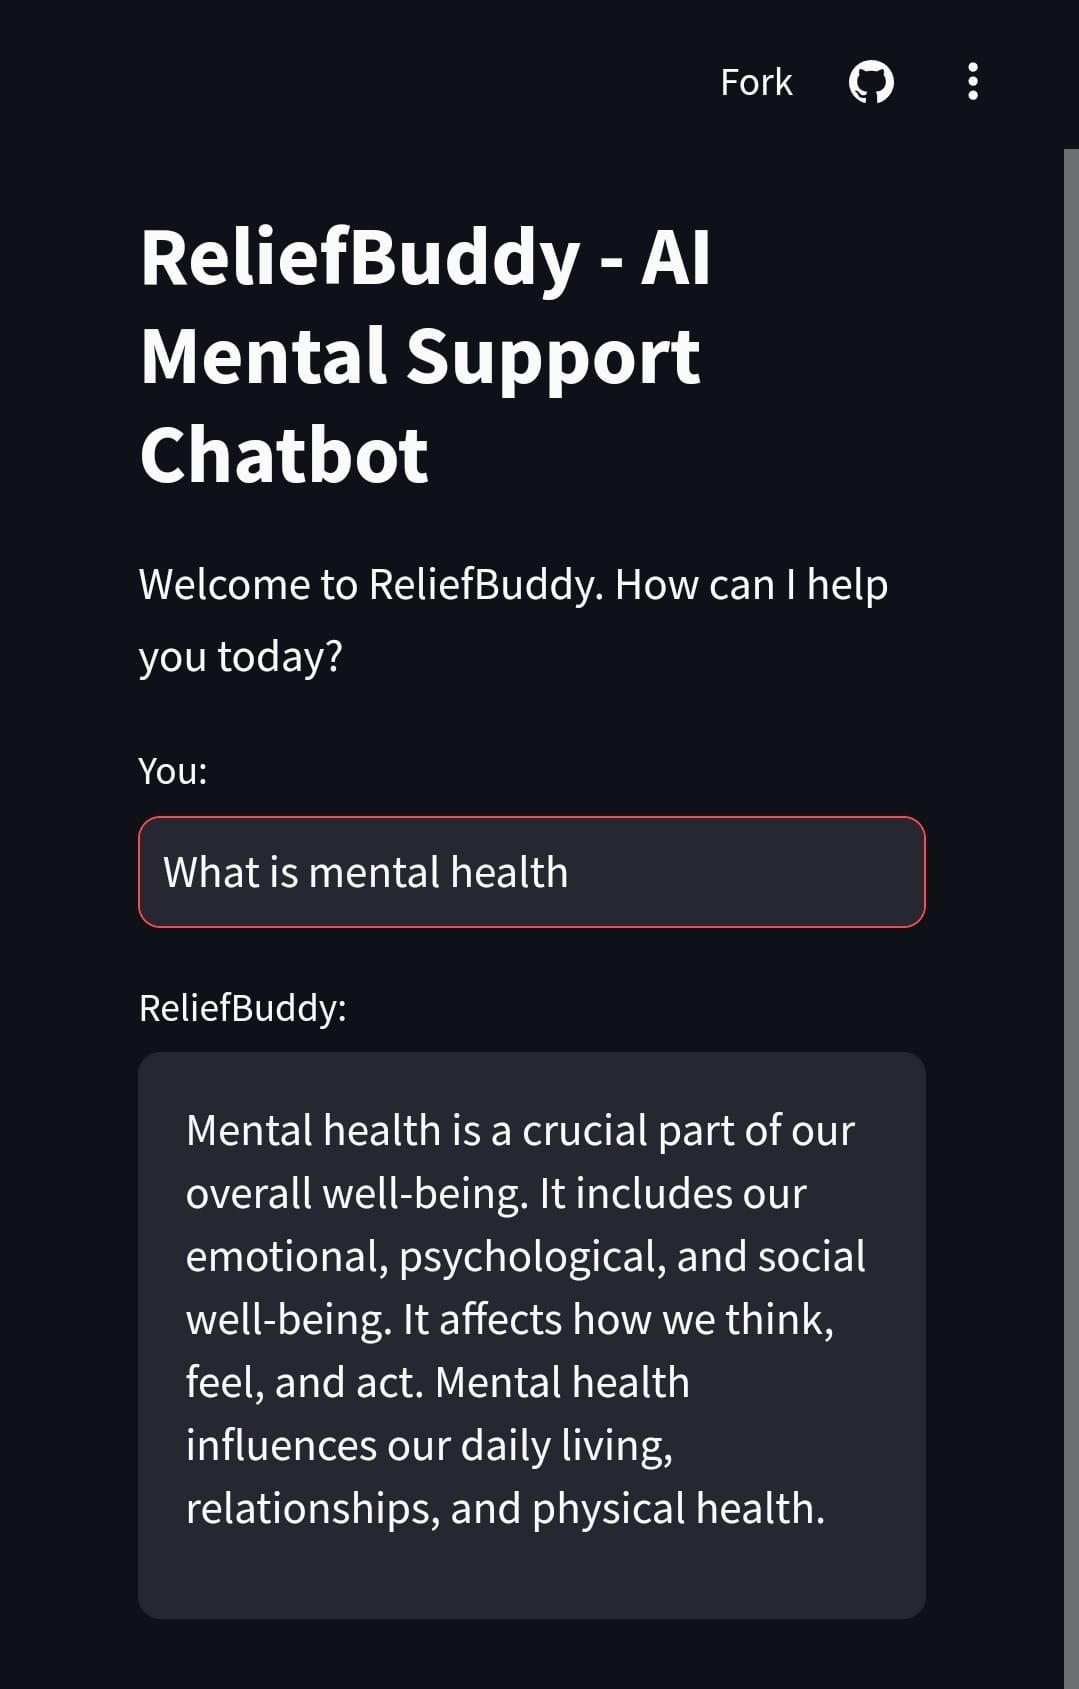 Fork
ReliefBuddy - AI
Mental Support
Chatbot
Welcome to ReliefBuddy. How can I help
you today?
You:
What is mental health
ReliefBuddy:
Mental health is a crucial part of our
overall well-being. It includes our
emotional, psychological, and social
well-being. It affects how we think,
feel, and act. Mental health
influences our daily living,
relationships, and physical health.